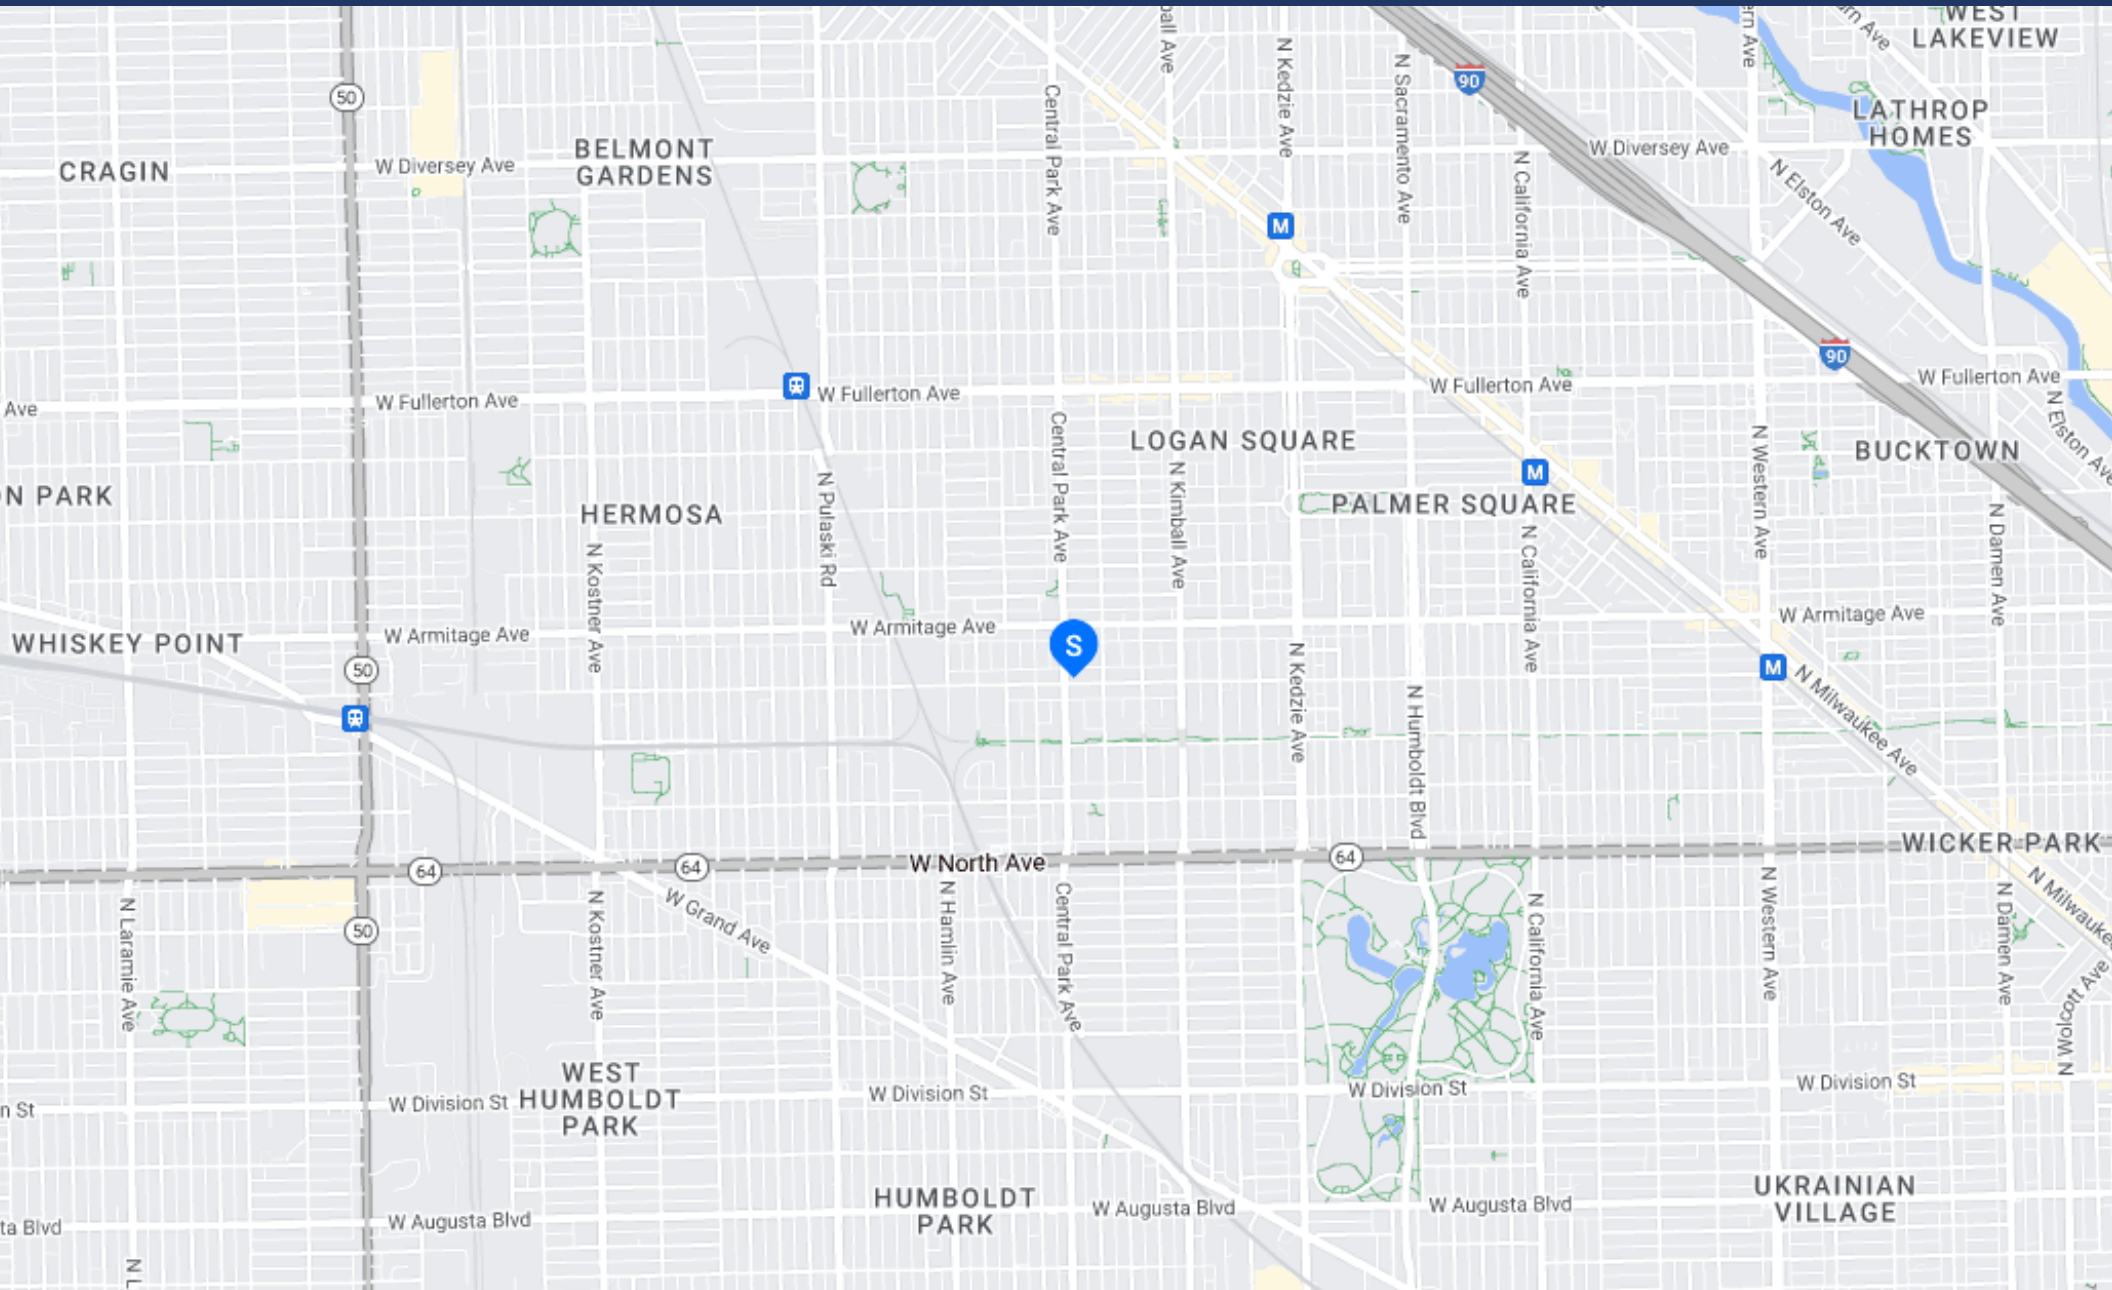 WEST
LAKEVIEW
90
50
Central Park Ave
N Kedzie Ave
N Sacramento Ave
LATHROP
HOMES
BELMONT
GARDENS
CRAGIN
W Diversey Ave
W Diversey Ave
N California Ave
N Elston Ave
M
90
W Fullerton Ave
W Fullerton Ave
W Fullerton Ave
W Fullerton Ave
Ave
N Elston Ave
LOGAN SQUARE
BUCKTOWN
Central Park Ave
N Kimball Ave
N Western Ave
M
N PARK
HERMOSA
N Pulaski Rd
PALMER SQUARE
N Damen Ave
N Kostner Ave
N California Ave
W Armitage Ave
W Armitage Ave
W Armitage Ave
WHISKEY POINT
S
50
N Kedzie Ave
M
N Milwaukee Ave
N Humboldt Blvd
WICKER PARK
W North Ave
64
64
64
N Laramie Ave
N Kostner Ave
W Grand Ave
N Hamlin Ave
Central Park Ave
N California Ave
N Western Ave
N Damen Ave
N Milwaukee
50
N Wolcott Ave
WEST
HUMBOLDT
PARK
W Division St
W Division St
W Division St
W Division St
n St
HUMBOLDT
PARK
UKRAINIAN
VILLAGE
W Augusta Blvd
W Augusta Blvd
W Augusta Blvd
ta Blvd
N L